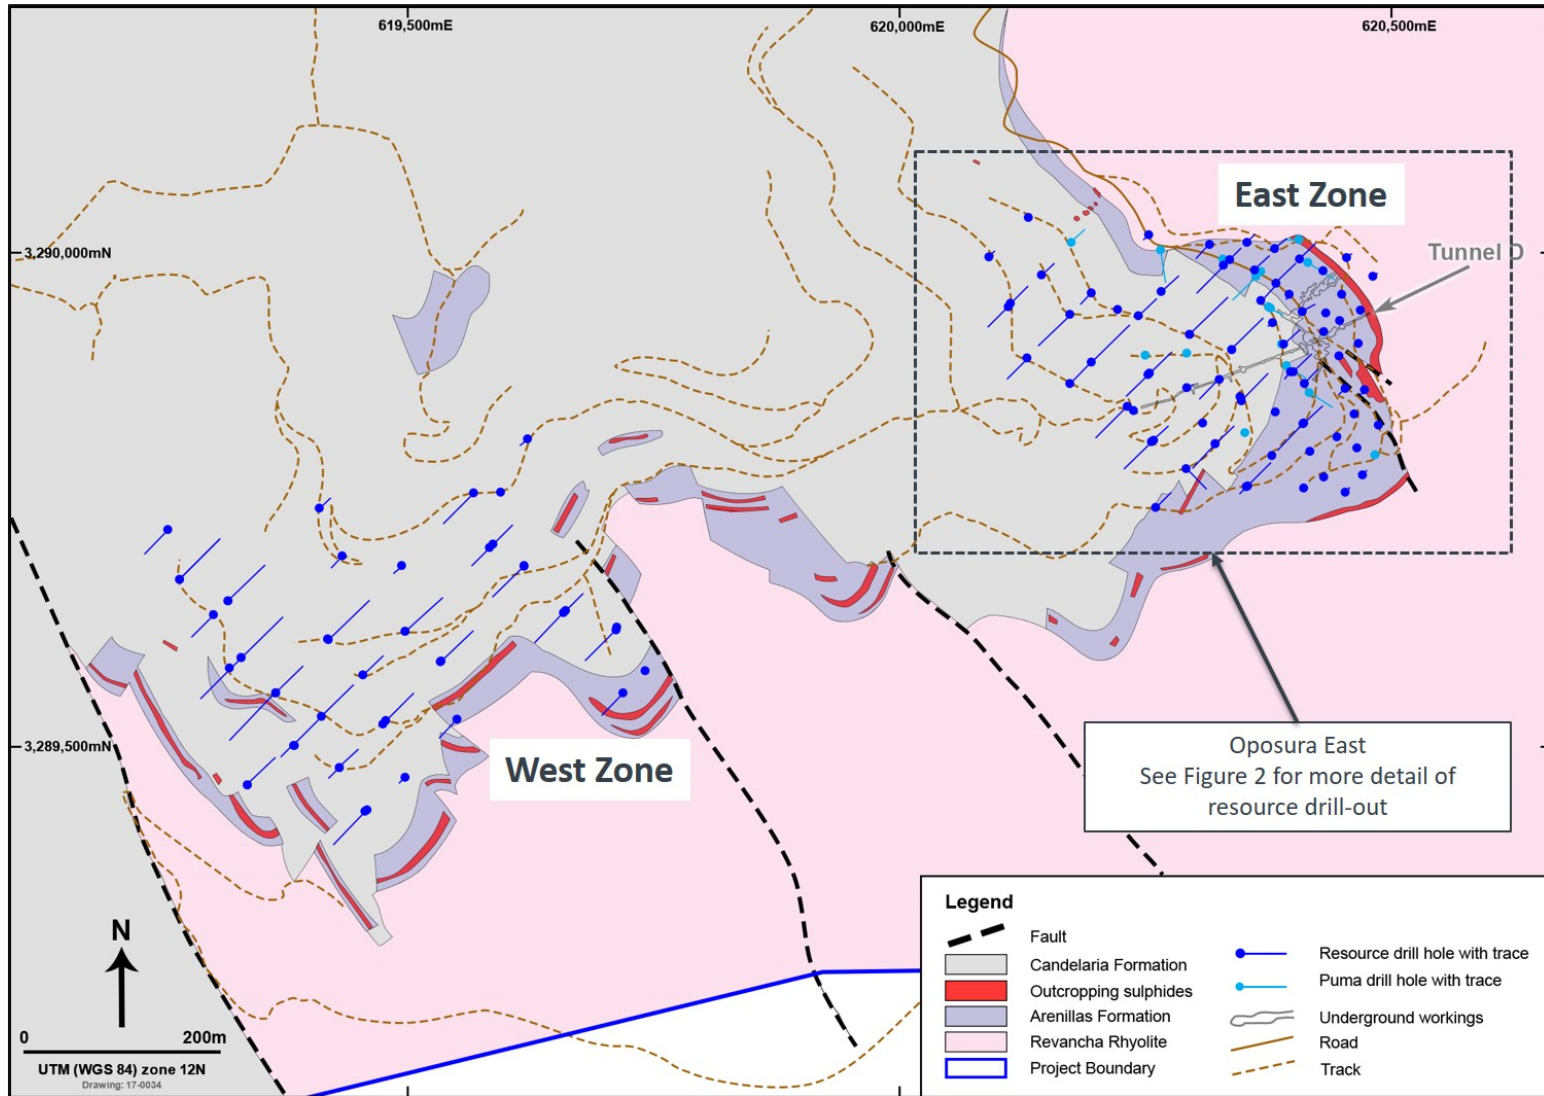 619,500mE
620,000mE
620,500mE
East Zone
3,290,000mN
Tunnel D
3,289,500mN
West Zone
Oposura East
See Figure 2 for more detail of
resource drill-out
N
0 200m
UTM (WGS 84) zone 12N
Drawing: 17-0034
Legend
Fault
Candelaria Formation
Outcropping sulphides
Arenillas Formation
Revancha Rhyolite
Project Boundary
Resource drill hole with trace
Puma drill hole with trace
Underground workings
Road
Track